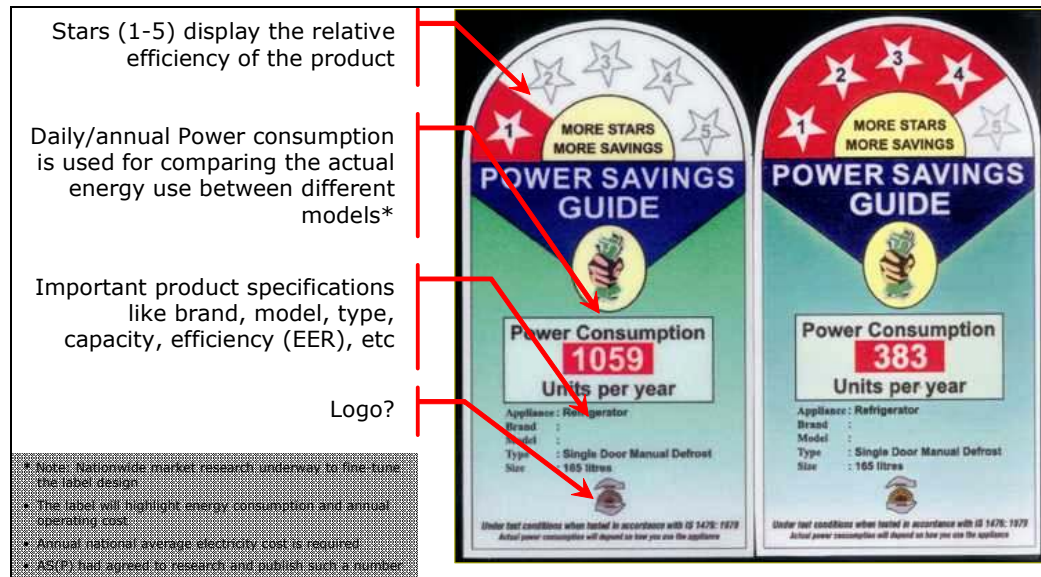 Stars (1-5) display the relative
efficiency of the product
Daily/annual Power consumption
is used for comparing the actual
energy use between different
models*
Important product specifications
like brand, model, type,
capacity, efficiency (EER), etc
Logo?
* Note: Nationwide market research underway to fine-tune
the label design
• The label will highlight energy consumption and annual
operating cost
• Annual national average electricity cost is required
• AS(P) had agreed to research and publish such a number
1
2
3
4
5
MORE STARS
MORE SAVINGS
POWER SAVINGS
GUIDE
Power Consumption
1059
Units per year
Appliance : Refrigerator
Brand :
Model :
Type : Single Door Manual Defrost
Size : 165 litres
Under test conditions when tested in accordance with IS 1476: 1979
Actual power consumption will depend on how you use the appliance
1
2
3
4
5
MORE STARS
MORE SAVINGS
POWER SAVINGS
GUIDE
Power Consumption
383
Units per year
Appliance : Refrigerator
Brand :
Model :
Type : Single Door Manual Defrost
Size : 165 litres
Under test conditions when tested in accordance with IS 1476: 1979
Actual power consumption will depend on how you use the appliance